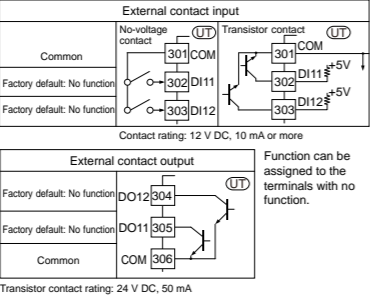 External contact input
No-voltage contact
UT
Transistor contact
UT
Common
301 COM
301 COM
+5V
Factory default: No function
302 DI11
302 DI11
+5V
Factory default: No function
303 DI12
303 DI12
Contact rating: 12 V DC, 10 mA or more
External contact output
UT
Factory default: No function
DO12 304
Factory default: No function
DO11 305
Common
COM 306
Function can be
assigned to the
terminals with no
function.
Transistor contact rating: 24 V DC, 50 mA